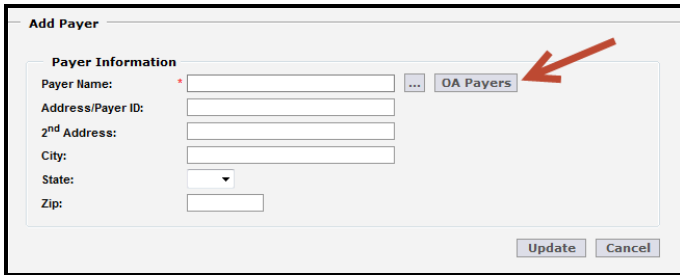 Add Payer
Payer Information
Payer Name: * ... OA Payers
Address/Payer ID:
2nd Address:
City:
State:
Zip:
Update Cancel